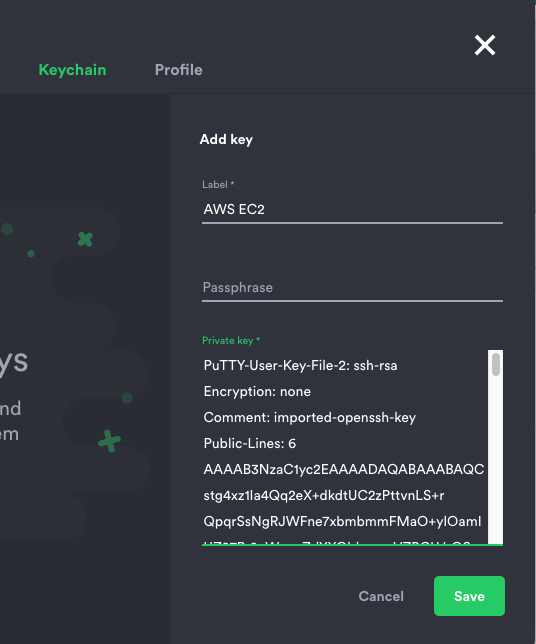 Keychain Profile
Add key
Label *
AWS EC2
Passphrase
ys
nd
em
Private key *
PuTTY-User-Key-File-2: ssh-rsa
Encryption: none
Comment: imported-openssh-key
Public-Lines: 6
AAAAB3NzaC1yc2EAAAADAQABAAABAQC
stg4xz1la4Qq2eX+dkdtUC2zPttvnLS+r
QpqrSsNgRJWFne7xbmbmmFMaO+ylOamI
Cancel Save